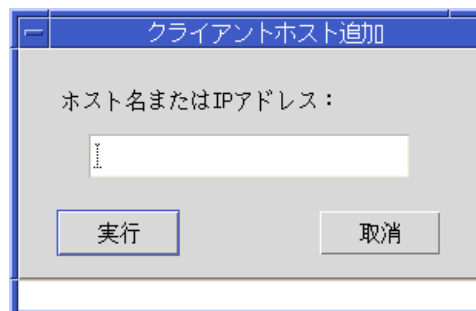 クライアントホスト追加
ホスト名またはIPアドレス：
実行
取消